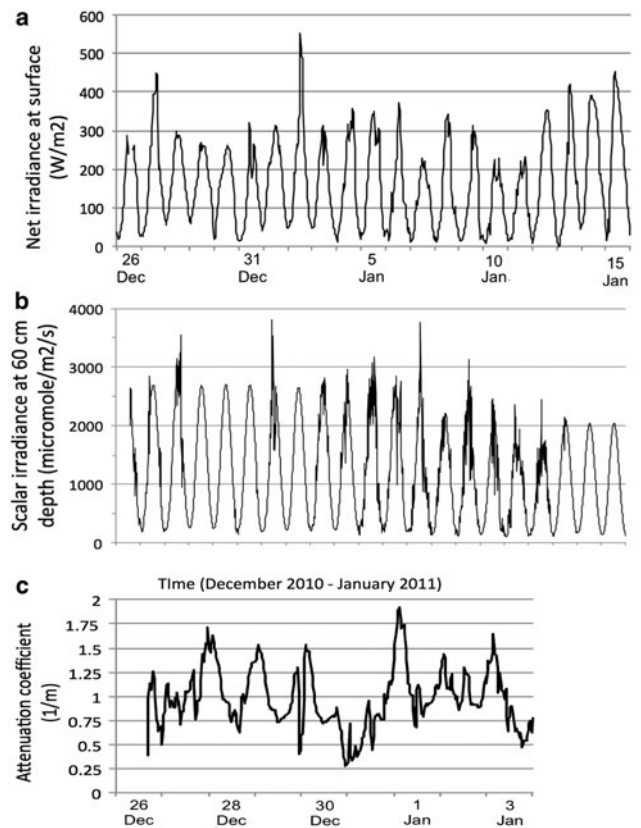 a
Net irradiance at surface
(W/m2)
600
500
400
300
200
100
0
26
Dec
31
Dec
5
Jan
10
Jan.
15
Jan
b
Scalar irradiance at 60 cm
depth (micromole/m2/s)
4000
3000
2000
1000
0
c
TIme (December 2010 - January 2011)
Attenuation coefficient
(1/m)
2
1.75
1.5
1.25
1
0.75
0.5
0.25
0
26
Dec
28
Dec
30
Dec
1
Jan
3
Jan